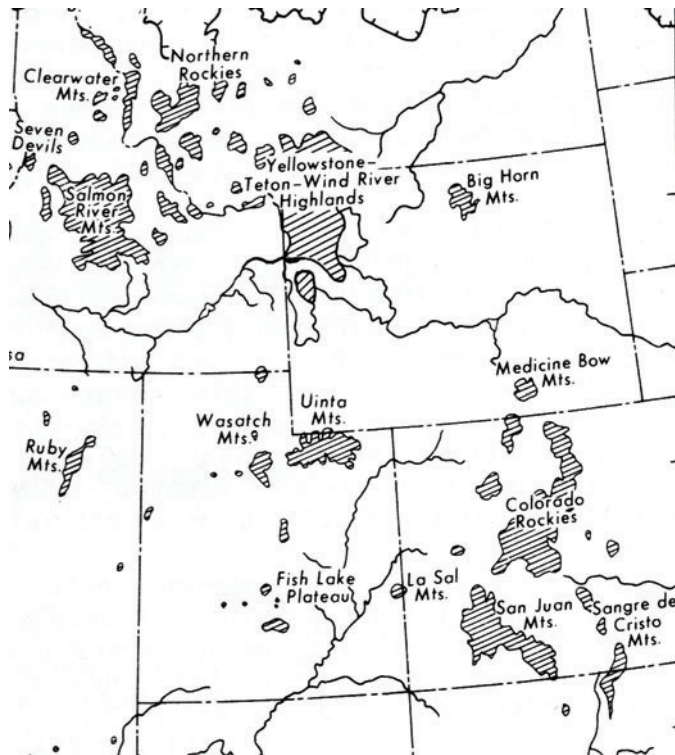 Northern
Rockies
Clearwater
Mts.
Seven
Devils
Yellowstone-
Teton-Wind River
Highlands
Big Horn
Mts.
Salmon
River
Mts.
sa
Medicine Bow
Mts.
Uinta
Mts.
Wasatch
Mts.
Ruby
Mts.
Colorado
Rockies
Fish Lake
Plateau
La Sal
Mts.
San Juan
Mts.
Sangre de
Cristo
Mts.